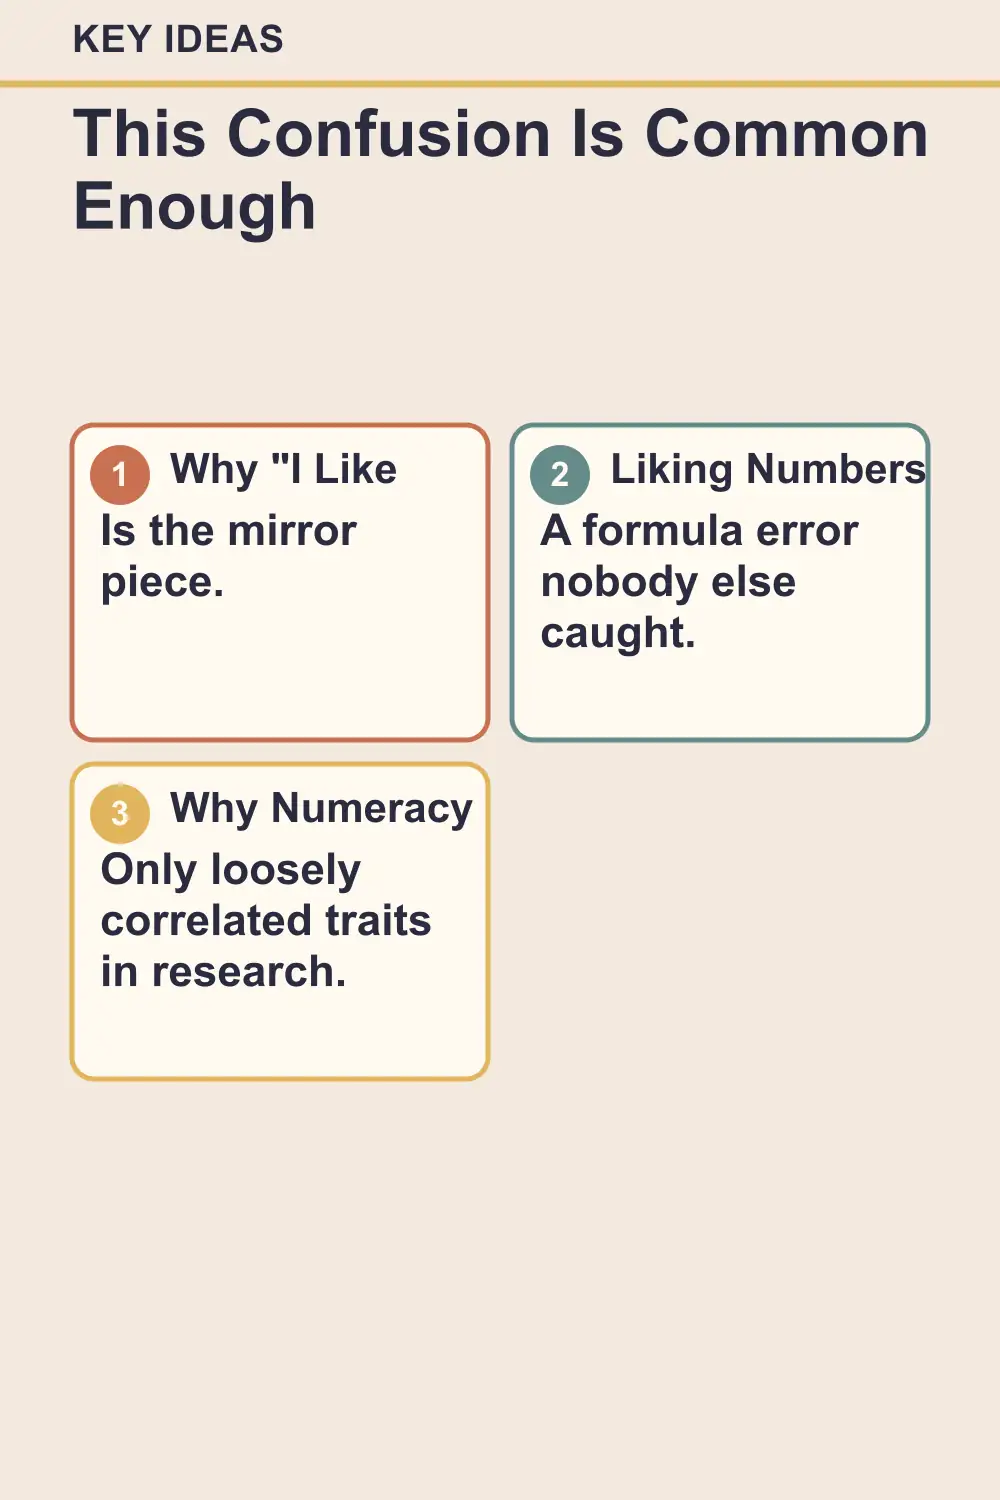 KEY IDEAS
This Confusion Is Common
Enough
1 Why "I Like
Is the mirror
piece.
2 Liking Numbers
A formula error
nobody else
caught.
3 Why Numeracy
Only loosely
correlated traits
in research.